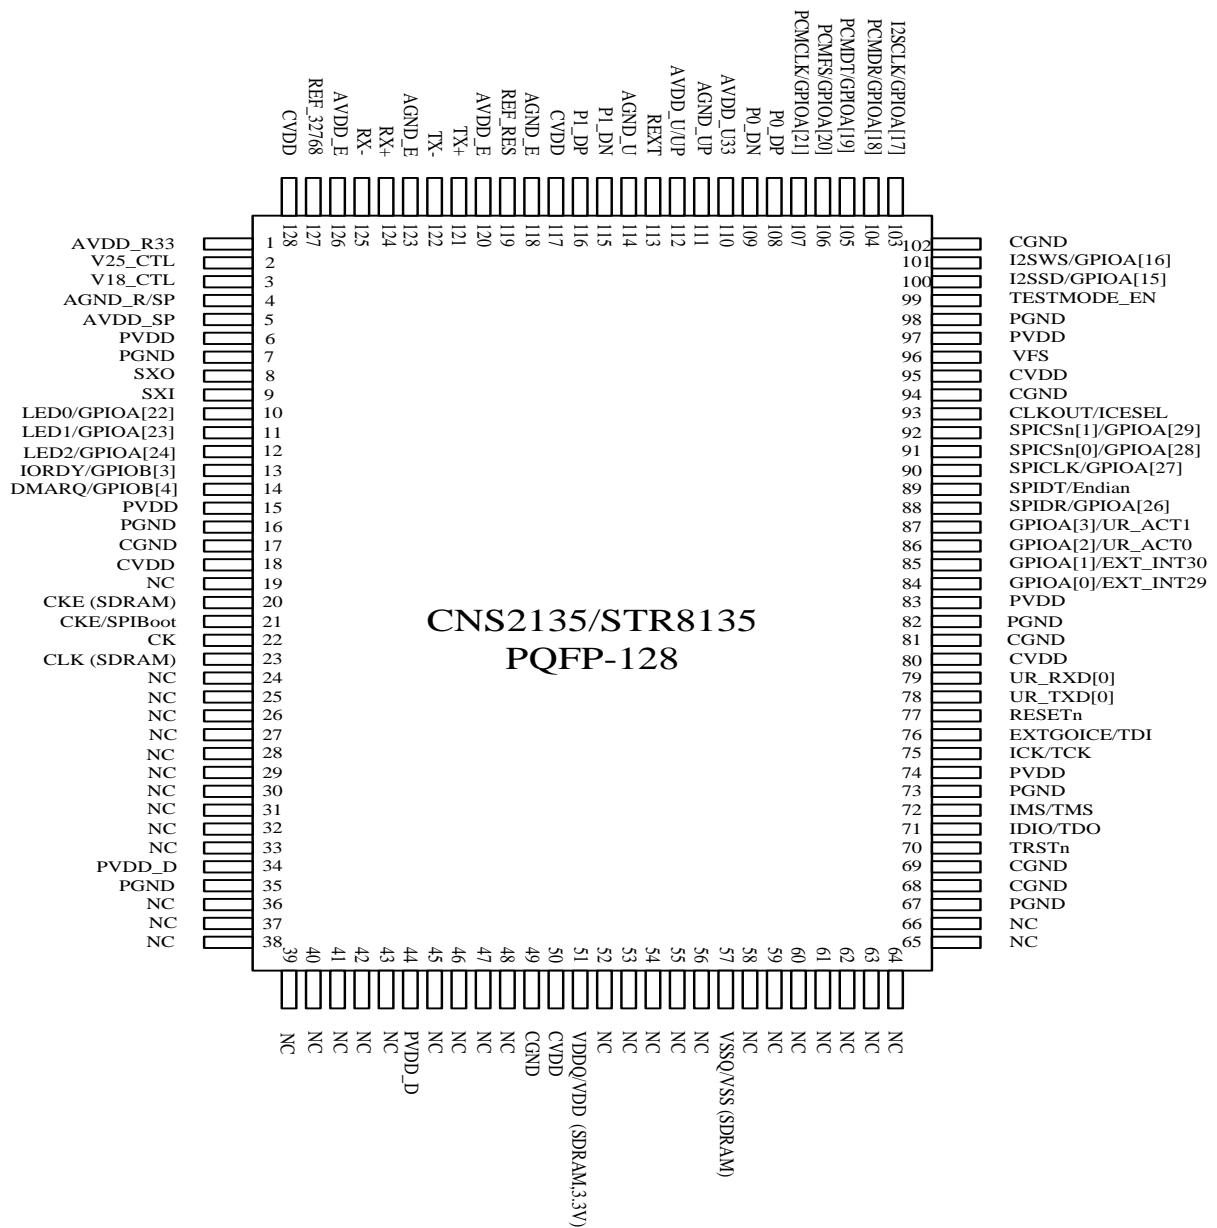 CVDD
REF_32768
AVDD_E
RX-
RX+
AGND_E
TX-
TX+
AVDD_E
REF_RES
AGND_E
CVDD
P1_DP
P1_DN
AGND_U
REXT
AVDD_U/UP
AGND_UP
AVDD_U33
P0_DN
P0_DP
PCMCLK/GPIOA[21]
PCMFS/GPIOA[20]
PCMDT/GPIOA[19]
PCMDR/GPIOA[18]
I2SCLK/GPIOA[17]
128 127 126 125 124 123 122 121 120 119 118 117 116 115 114 113 112 111 110 109 108 107 106 105 104 103
AVDD_R33 1
V25_CTL 2
V18_CTL 3
AGND_R/SP 4
AVDD_SP 5
PVDD 6
PGND 7
SXO 8
SXI 9
LED0/GPIOA[22] 10
LED1/GPIOA[23] 11
LED2/GPIOA[24] 12
IORDY/GPIOB[3] 13
DMARQ/GPIOB[4] 14
PVDD 15
PGND 16
CGND 17
CVDD 18
NC 19
CKE (SDRAM) 20
CKE/SPIBoot 21
CK 22
CLK (SDRAM) 23
NC 24
NC 25
NC 26
NC 27
NC 28
NC 29
NC 30
NC 31
NC 32
NC 33
PVDD_D 34
PGND 35
NC 36
NC 37
NC 38
CNS2135/STR8135
PQFP-128
102 CGND
101 I2SWS/GPIOA[16]
100 I2SSD/GPIOA[15]
99 TESTMODE_EN
98 PGND
97 PVDD
96 VFS
95 CVDD
94 CGND
93 CLKOUT/ICESEL
92 SPICSn[1]/GPIOA[29]
91 SPICSn[0]/GPIOA[28]
90 SPICLK/GPIOA[27]
89 SPIDT/Endian
88 SPIDR/GPIOA[26]
87 GPIOA[3]/UR_ACT1
86 GPIOA[2]/UR_ACT0
85 GPIOA[1]/EXT_INT30
84 GPIOA[0]/EXT_INT29
83 PVDD
82 PGND
81 CGND
80 CVDD
79 UR_RXD[0]
78 UR_TXD[0]
77 RESETn
76 EXTGOICE/TDI
75 ICK/TCK
74 PVDD
73 PGND
72 IMS/TMS
71 IDIO/TDO
70 TRSTn
69 CGND
68 CGND
67 PGND
66 NC
65 NC
39 40 41 42 43 44 45 46 47 48 49 50 51 52 53 54 55 56 57 58 59 60 61 62 63 64
NC
NC
NC
NC
NC
PVDD_D
NC
NC
NC
NC
CGND
CVDD
VDDQ/VDD (SDRAM,3.3V)
NC
NC
NC
NC
NC
VSSQ/VSS (SDRAM)
NC
NC
NC
NC
NC
NC
NC